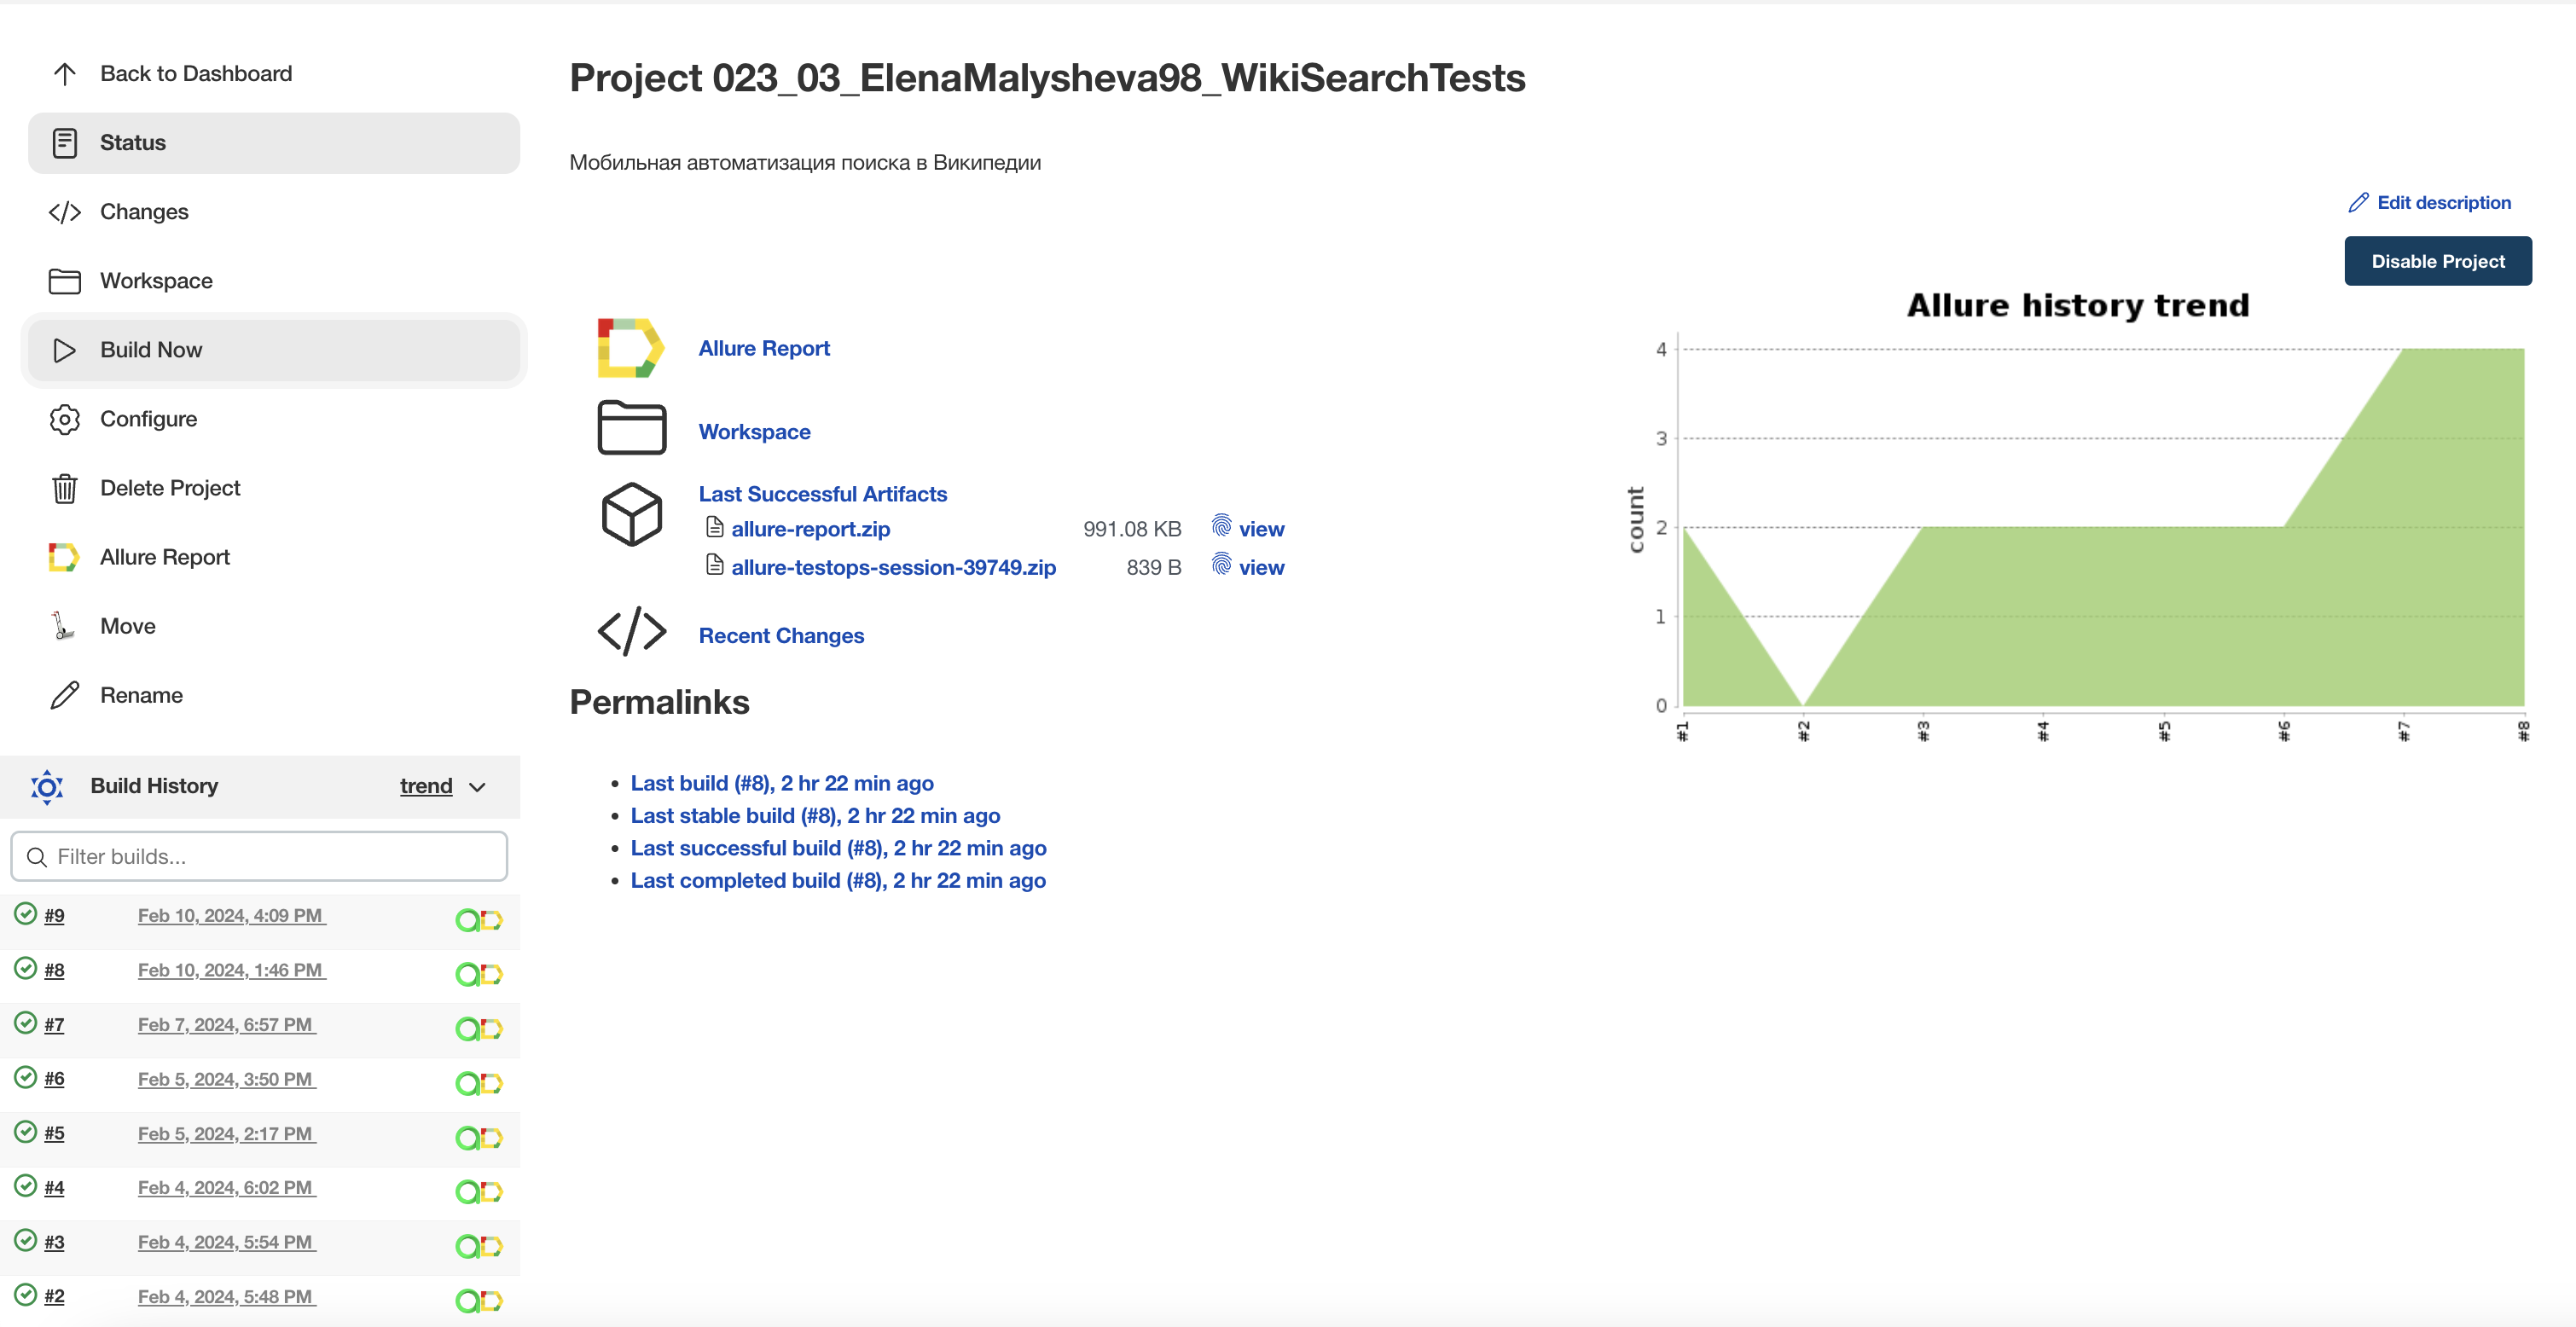 Back to Dashboard
Status
Changes
Workspace
Build Now
Configure
Delete Project
Allure Report
Move
Rename
Build History trend
Filter builds...
#9 Feb 10, 2024, 4:09 PM
#8 Feb 10, 2024, 1:46 PM
#7 Feb 7, 2024, 6:57 PM
#6 Feb 5, 2024, 3:50 PM
#5 Feb 5, 2024, 2:17 PM
#4 Feb 4, 2024, 6:02 PM
#3 Feb 4, 2024, 5:54 PM
#2 Feb 4, 2024, 5:48 PM
Project 023_03_ElenaMalysheva98_WikiSearchTests
Мобильная автоматизация поиска в Википедии
Edit description
Disable Project
Allure Report
Workspace
Last Successful Artifacts
allure-report.zip 991.08 KB view
allure-testops-session-39749.zip 839 B view
Recent Changes
Permalinks
Last build (#8), 2 hr 22 min ago
Last stable build (#8), 2 hr 22 min ago
Last successful build (#8), 2 hr 22 min ago
Last completed build (#8), 2 hr 22 min ago
Allure history trend
count
4
3
2
1
0
#1 #2 #3 #4 #5 #6 #7 #8